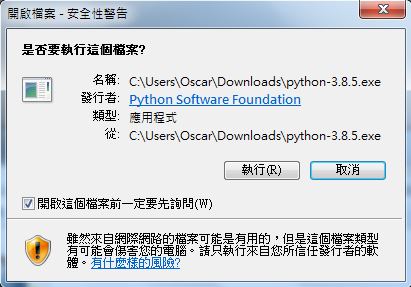 開啟檔案 - 安全性警告
是否要執行這個檔案?
名稱: C:\Users\Oscar\Downloads\python-3.8.5.exe
發行者: Python Software Foundation
類型: 應用程式
從: C:\Users\Oscar\Downloads\python-3.8.5.exe
執行(R) 取消
開啟這個檔案前一定要先詢問(W)
雖然來自網際網路的檔案可能是有用的，但是這個檔案類型
有可能會傷害您的電腦。請只執行來自您所信任發行者的軟
體。有什麼樣的風險?